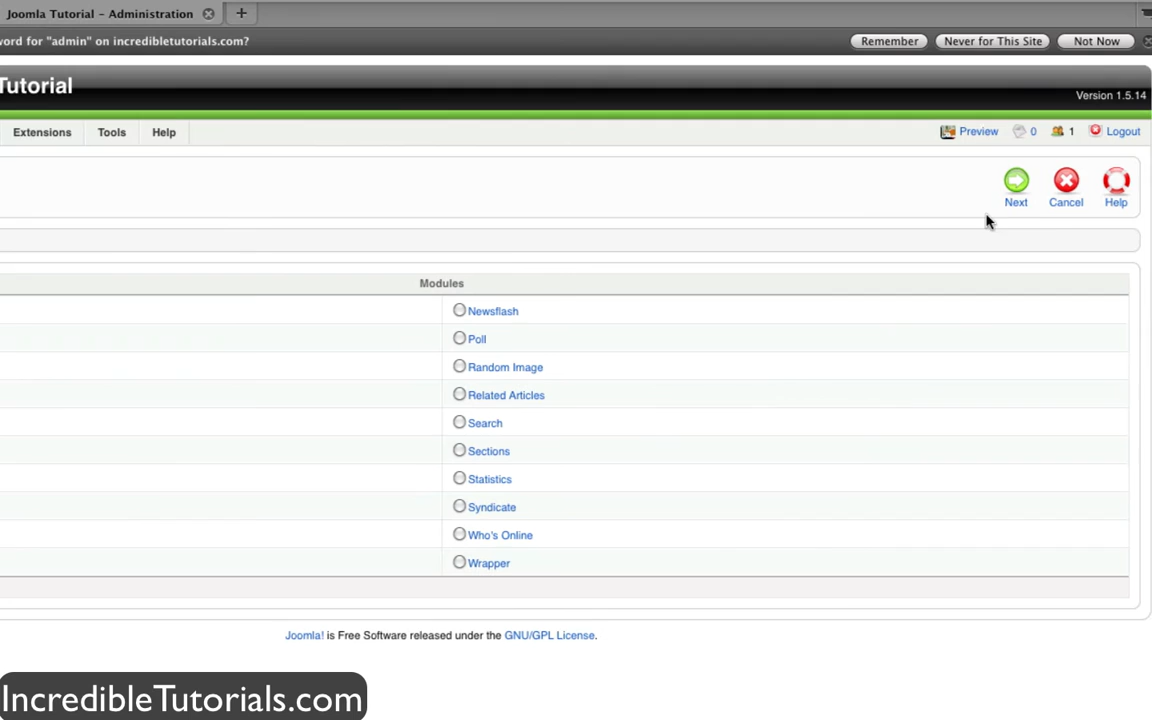 Joomla Tutorial - Administration
word for "admin" on incredibletutorials.com?
Remember
Never for This Site
Not Now
Tutorial
Version 1.5.14
Extensions
Tools
Help
Preview
0
1
Logout
Next
Cancel
Help
Modules
Newsflash
Poll
Random Image
Related Articles
Search
Sections
Statistics
Syndicate
Who's Online
Wrapper
Joomla! is Free Software released under the GNU/GPL License.
IncredibleTutorials.com